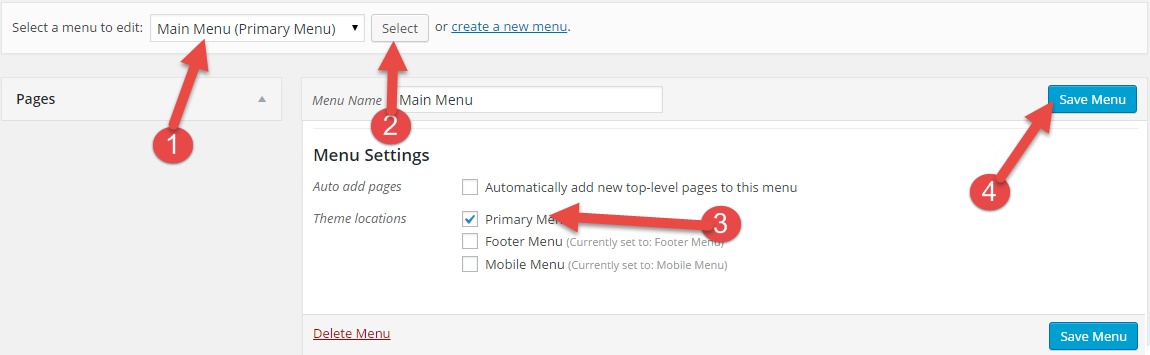 Select a menu to edit: Main Menu (Primary Menu) Select or create a new menu.
Pages
Menu Name Main Menu Save Menu
1
2
4
Menu Settings
Auto add pages Automatically add new top-level pages to this menu
Theme locations Primary Men
3
Footer Menu (Currently set to: Footer Menu)
Mobile Menu (Currently set to: Mobile Menu)
Delete Menu Save Menu